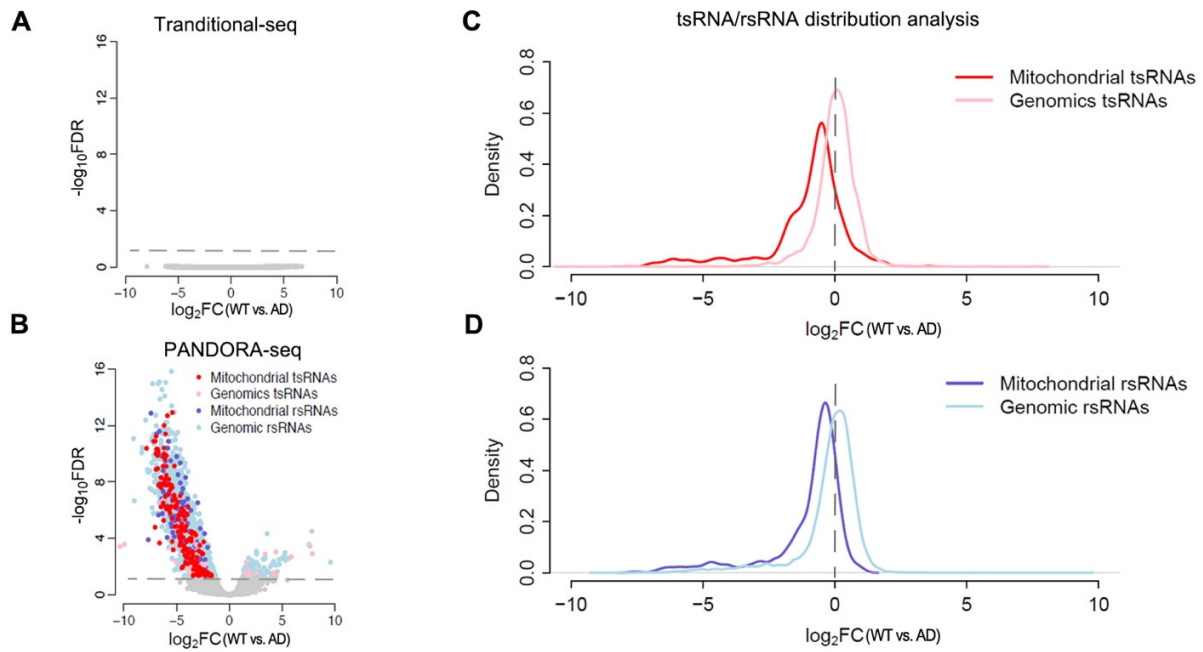 A
Tranditional-seq
16
12
8
4
0
-log10FDR
-10 -5 0 5 10
log2FC (WT vs. AD)
B
PANDORA-seq
Mitochondrial tsRNAs
Genomics tsRNAs
Mitochondrial rsRNAs
Genomic rsRNAs
16
12
8
4
0
-log10FDR
-10 -5 0 5 10
log2FC (WT vs. AD)
C
tsRNA/rsRNA distribution analysis
Mitochondrial tsRNAs
Genomics tsRNAs
0.8
0.6
0.4
0.2
0.0
Density
-10 -5 0 5 10
log2FC (WT vs. AD)
D
Mitochondrial rsRNAs
Genomic rsRNAs
0.8
0.6
0.4
0.2
0.0
Density
-10 -5 0 5 10
log2FC (WT vs. AD)